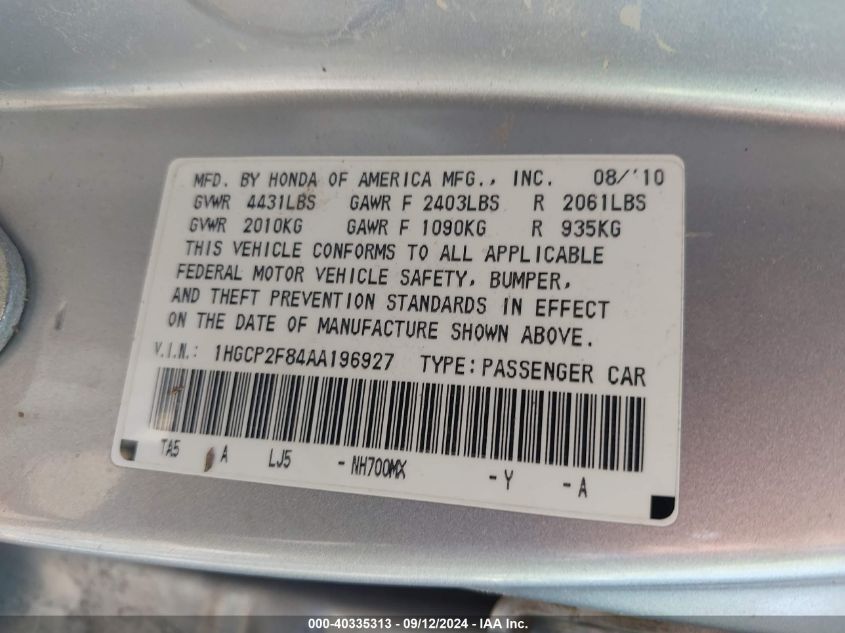 MFD. BY HONDA OF AMERICA MFG., INC. 08/'10
GVWR 4431LBS GAWR F 2403LBS R 2061LBS
GVWR 2010KG GAWR F 1090KG R 935KG
THIS VEHICLE CONFORMS TO ALL APPLICABLE
FEDERAL MOTOR VEHICLE SAFETY, BUMPER,
AND THEFT PREVENTION STANDARDS IN EFFECT
ON THE DATE OF MANUFACTURE SHOWN ABOVE.
V.I.N.: 1HGCP2F84AA196927 TYPE: PASSENGER CAR
TA5 A LJ5 -NH700MX -Y -A
000-40335313 - 09/12/2024 - IAA Inc.